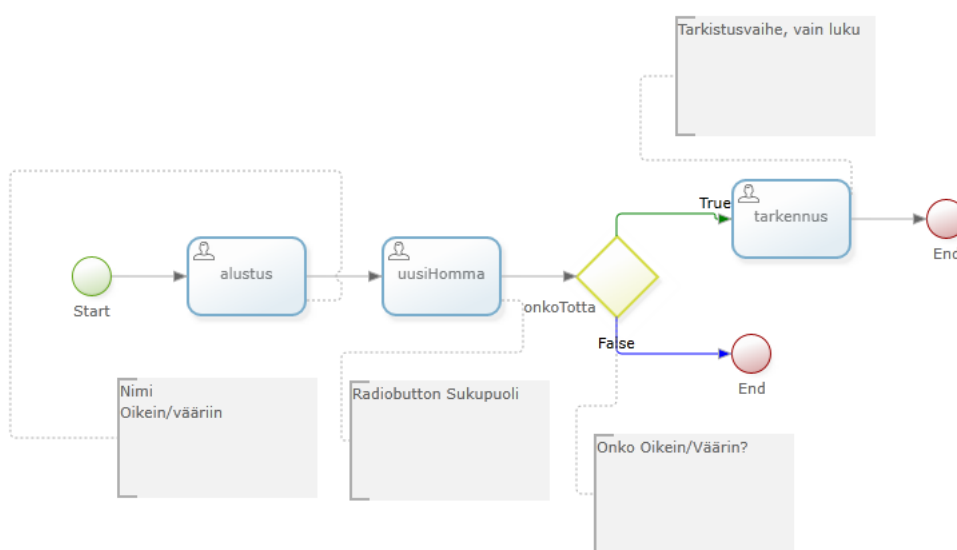 Tarkistusvaihe, vain luku
True
tarkennus
End
alustus
uusiHomma
Start
onkoTotta
False
End
Nimi
Oikein/vääriin
Radiobutton Sukupuoli
Onko Oikein/Väärin?